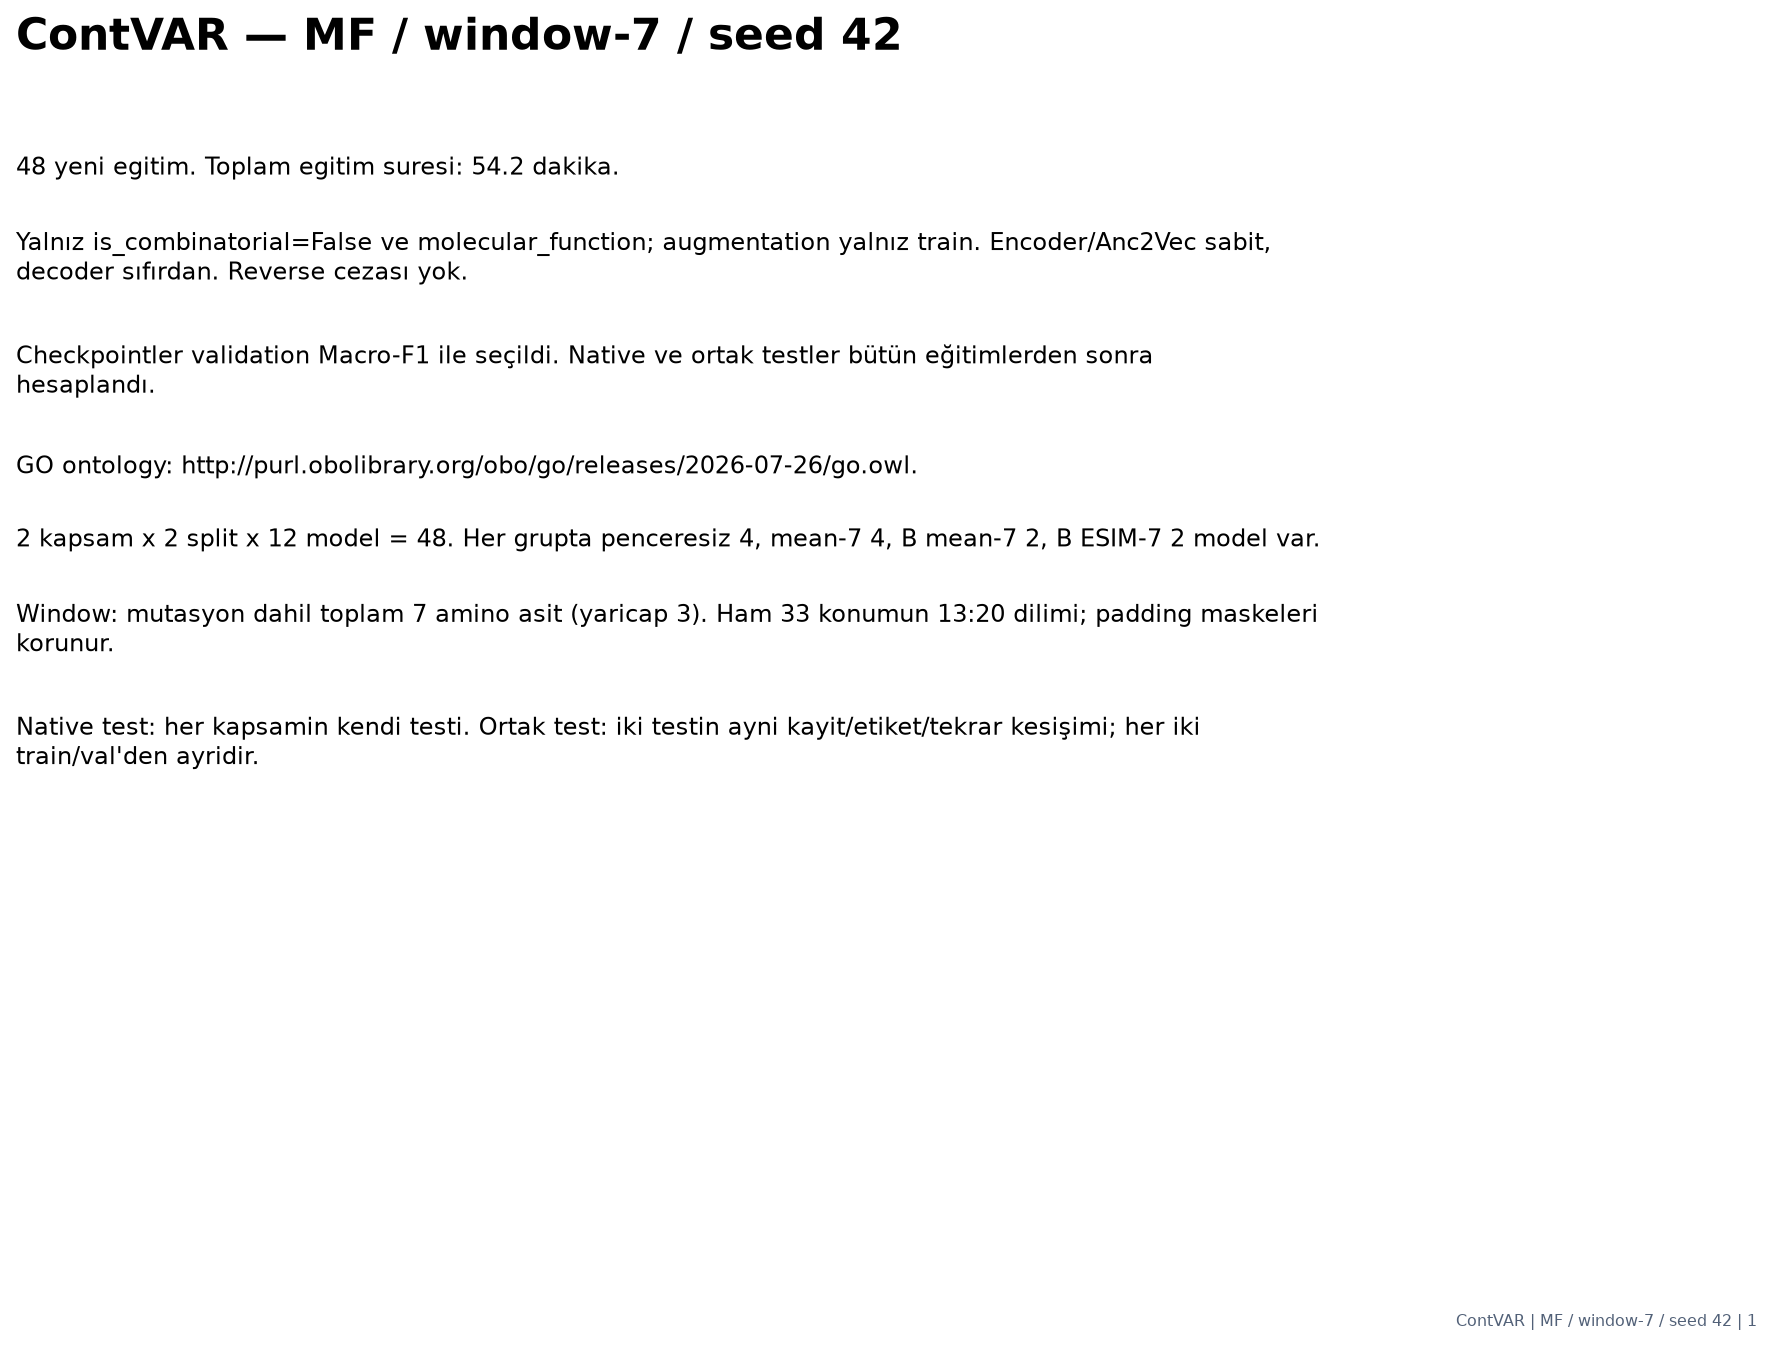 ContVAR — MF / window-7 / seed 42
48 yeni egitim. Toplam egitim suresi: 54.2 dakika.
Yalnız is_combinatorial=False ve molecular_function; augmentation yalnız train. Encoder/Anc2Vec sabit,
decoder sıfırdan. Reverse cezası yok.
Checkpointler validation Macro-F1 ile seçildi. Native ve ortak testler bütün eğitimlerden sonra
hesaplandı.
GO ontology: http://purl.obolibrary.org/obo/go/releases/2026-07-26/go.owl.
2 kapsam x 2 split x 12 model = 48. Her grupta penceresiz 4, mean-7 4, B mean-7 2, B ESIM-7 2 model var.
Window: mutasyon dahil toplam 7 amino asit (yaricap 3). Ham 33 konumun 13:20 dilimi; padding maskeleri
korunur.
Native test: her kapsamin kendi testi. Ortak test: iki testin ayni kayit/etiket/tekrar kesişimi; her iki
train/val'den ayridir.
ContVAR | MF / window-7 / seed 42 | 1